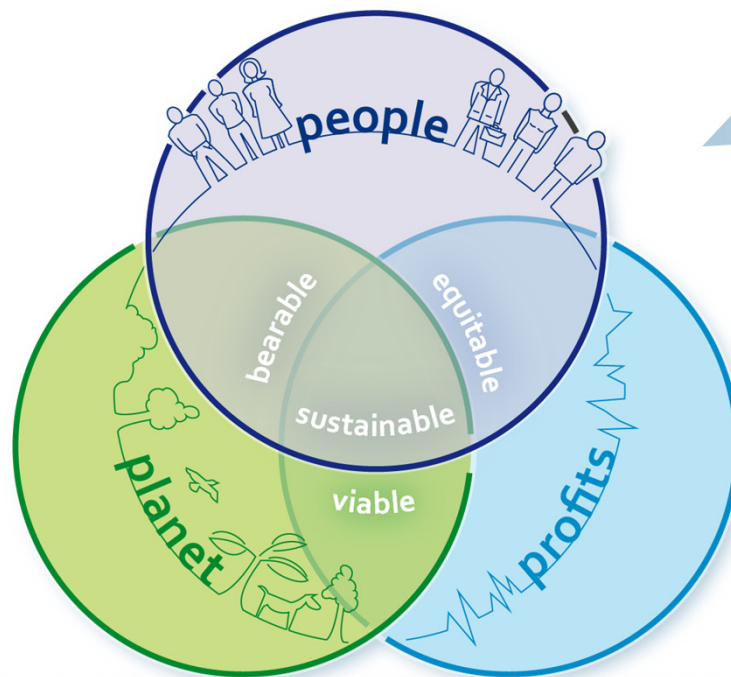 people
bearable
equitable
sustainable
viable
planet
profits